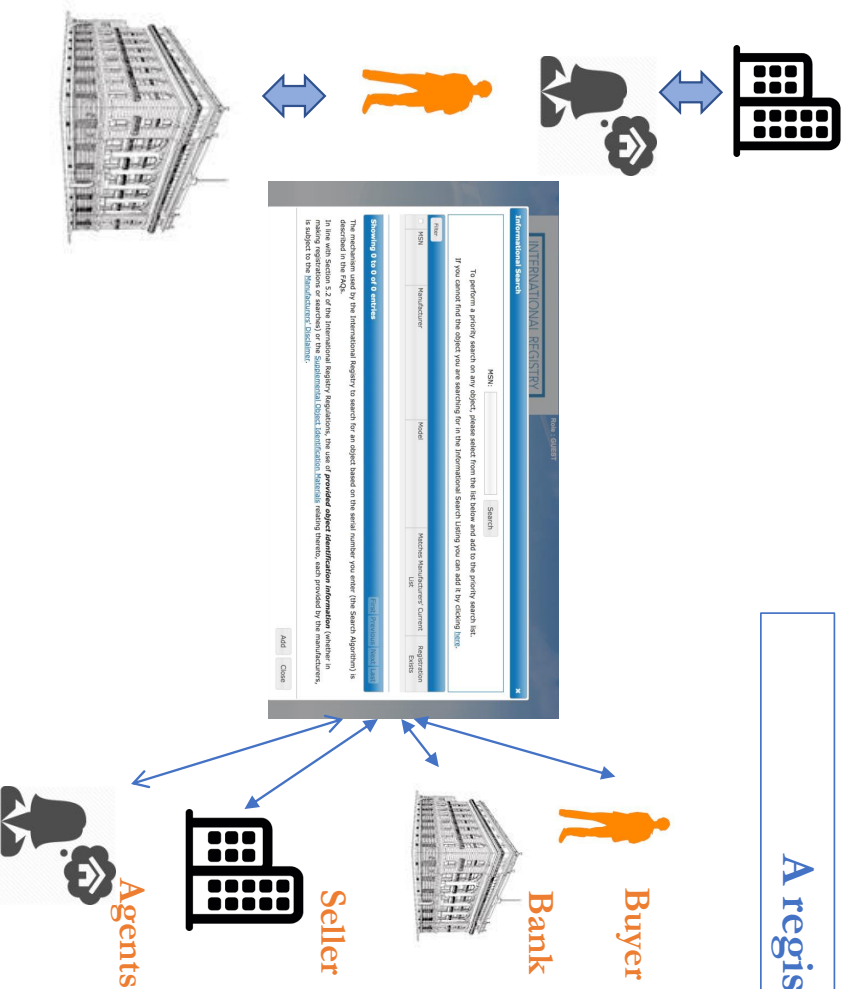 A regis
INTERNATIONAL REGISTRY
Role : GUEST
Informational Search
To perform a priority search on any object, please select from the list below and add to the priority search list.
If you cannot find the object you are searching for in the Informational Search Listing you can add it by clicking here.
MSN:
Search
Filter
MSN
Manufacturer
Model
Matches Manufacturers' Current
List
Registration
Exists
Showing 0 to 0 of 0 entries
First Previous Next Last
The mechanism used by the International Registry to search for an object based on the serial number you enter (the Search Algorithm) is
described in the FAQs.
In line with Section 5.2 of the International Registry Regulations, the use of provided object identification information (whether in
making registrations or searches) or the Supplemental Object Identification Materials relating thereto, each provided by the manufacturers,
is subject to the Manufacturers' Disclaimer.
Add
Close
Buyer
Bank
Seller
Agents